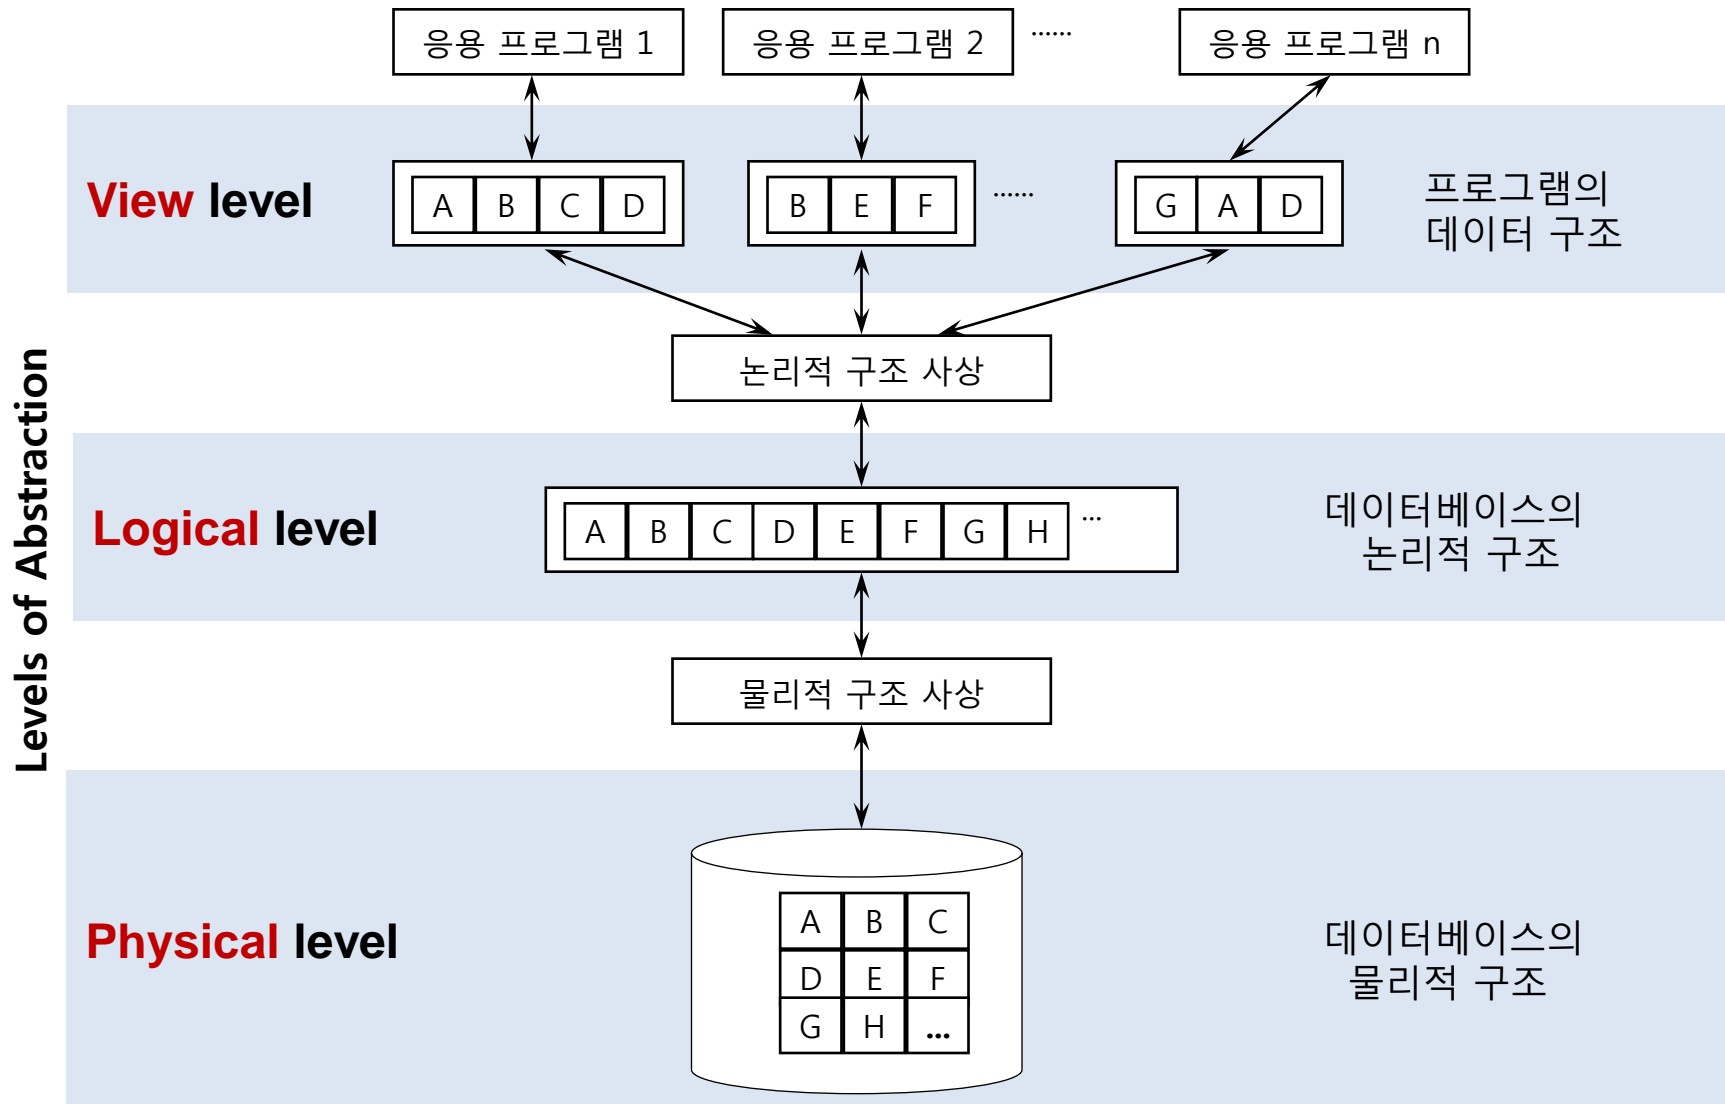 응용 프로그램 1
응용 프로그램 2
······
응용 프로그램 n
View level
A B C D
B E F
······
G A D
프로그램의
데이터 구조
논리적 구조 사상
Levels of Abstraction
Logical level
A B C D E F G H ...
데이터베이스의
논리적 구조
물리적 구조 사상
Physical level
A B C
D E F
G H ...
데이터베이스의
물리적 구조